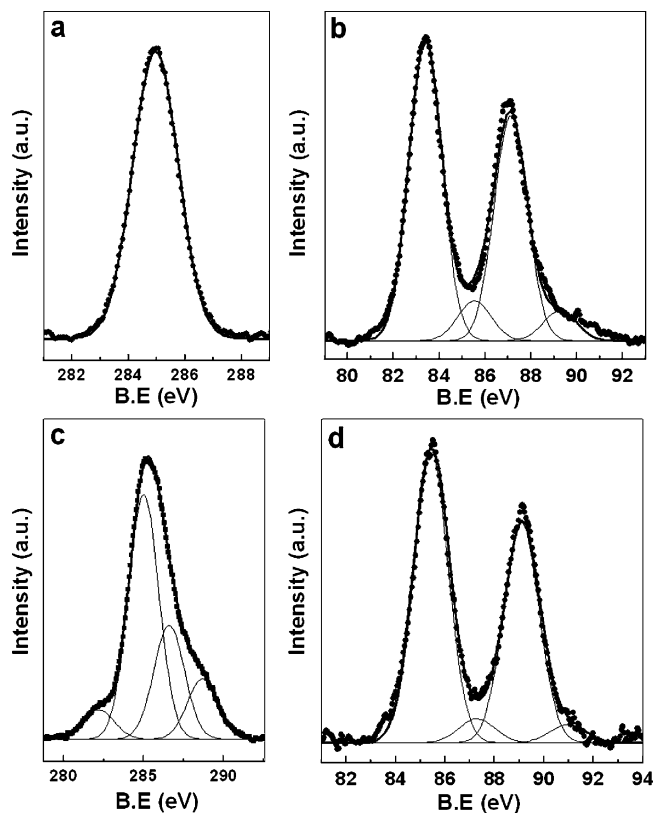 a
Intensity (a.u.)
282 284 286 288
B.E (eV)
b
Intensity (a.u.)
80 82 84 86 88 90 92
B.E (eV)
c
Intensity (a.u.)
280 285 290
B.E (eV)
d
Intensity (a.u.)
82 84 86 88 90 92 94
B.E (eV)